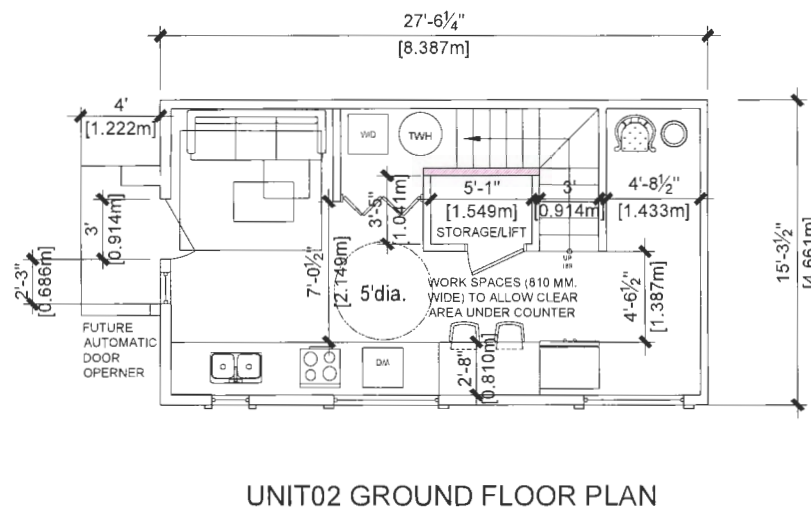 27'-6¼"
[8.387m]
4'
[1.222m]
WD
TWH
5'-1"
[1.549m]
3'
[0.914m]
4'-8½"
[1.433m]
3'-5"
[1.041m]
STORAGE/LIFT
3'
[0.914m]
2'-3"
[0.686m]
7'-0½"
[2.149m]
5'dia.
UP
WORK SPACES (810 MM.
WIDE) TO ALLOW CLEAR
AREA UNDER COUNTER
4'-6½"
[1.387m]
15'-3½"
[4.661m]
FUTURE
AUTOMATIC
DOOR
OPERNER
DW
2'-8"
[0.810m]
UNIT02 GROUND FLOOR PLAN